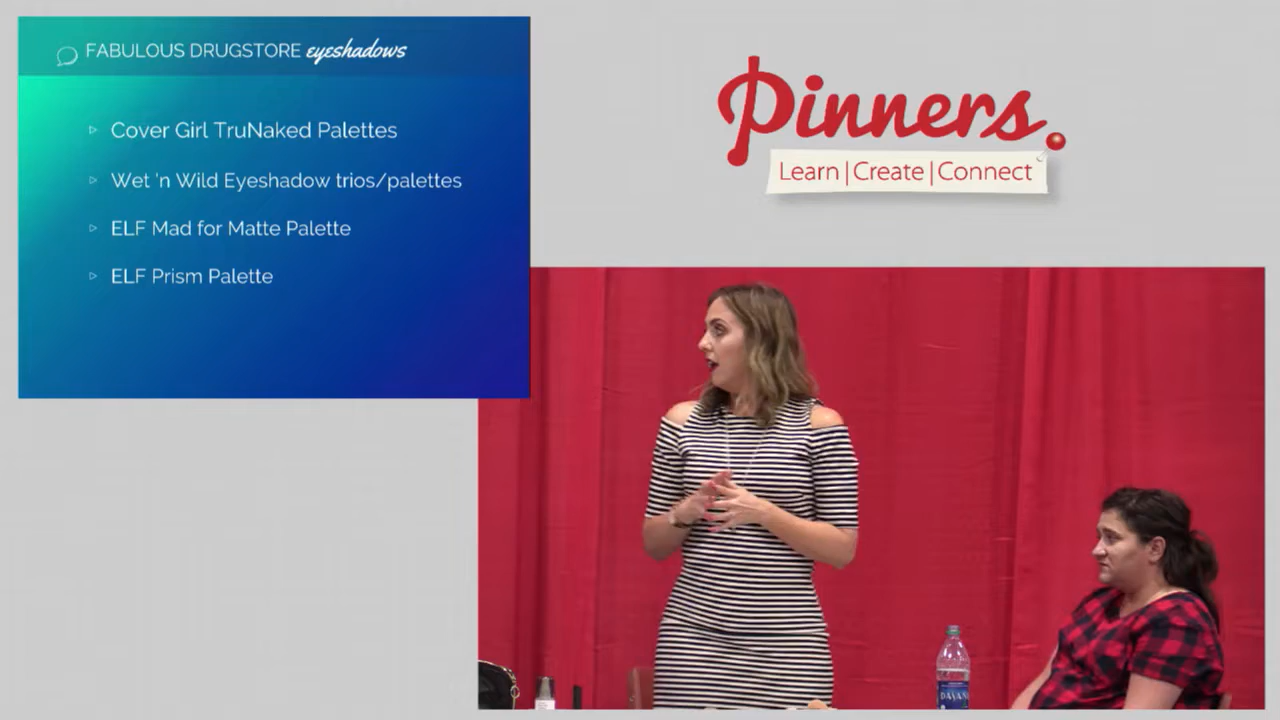 FABULOUS DRUGSTORE eyeshadows
Cover Girl TruNaked Palettes
Wet 'n Wild Eyeshadow trios/palettes
ELF Mad for Matte Palette
ELF Prism Palette
Pinners.
Learn|Create|Connect
DASANI